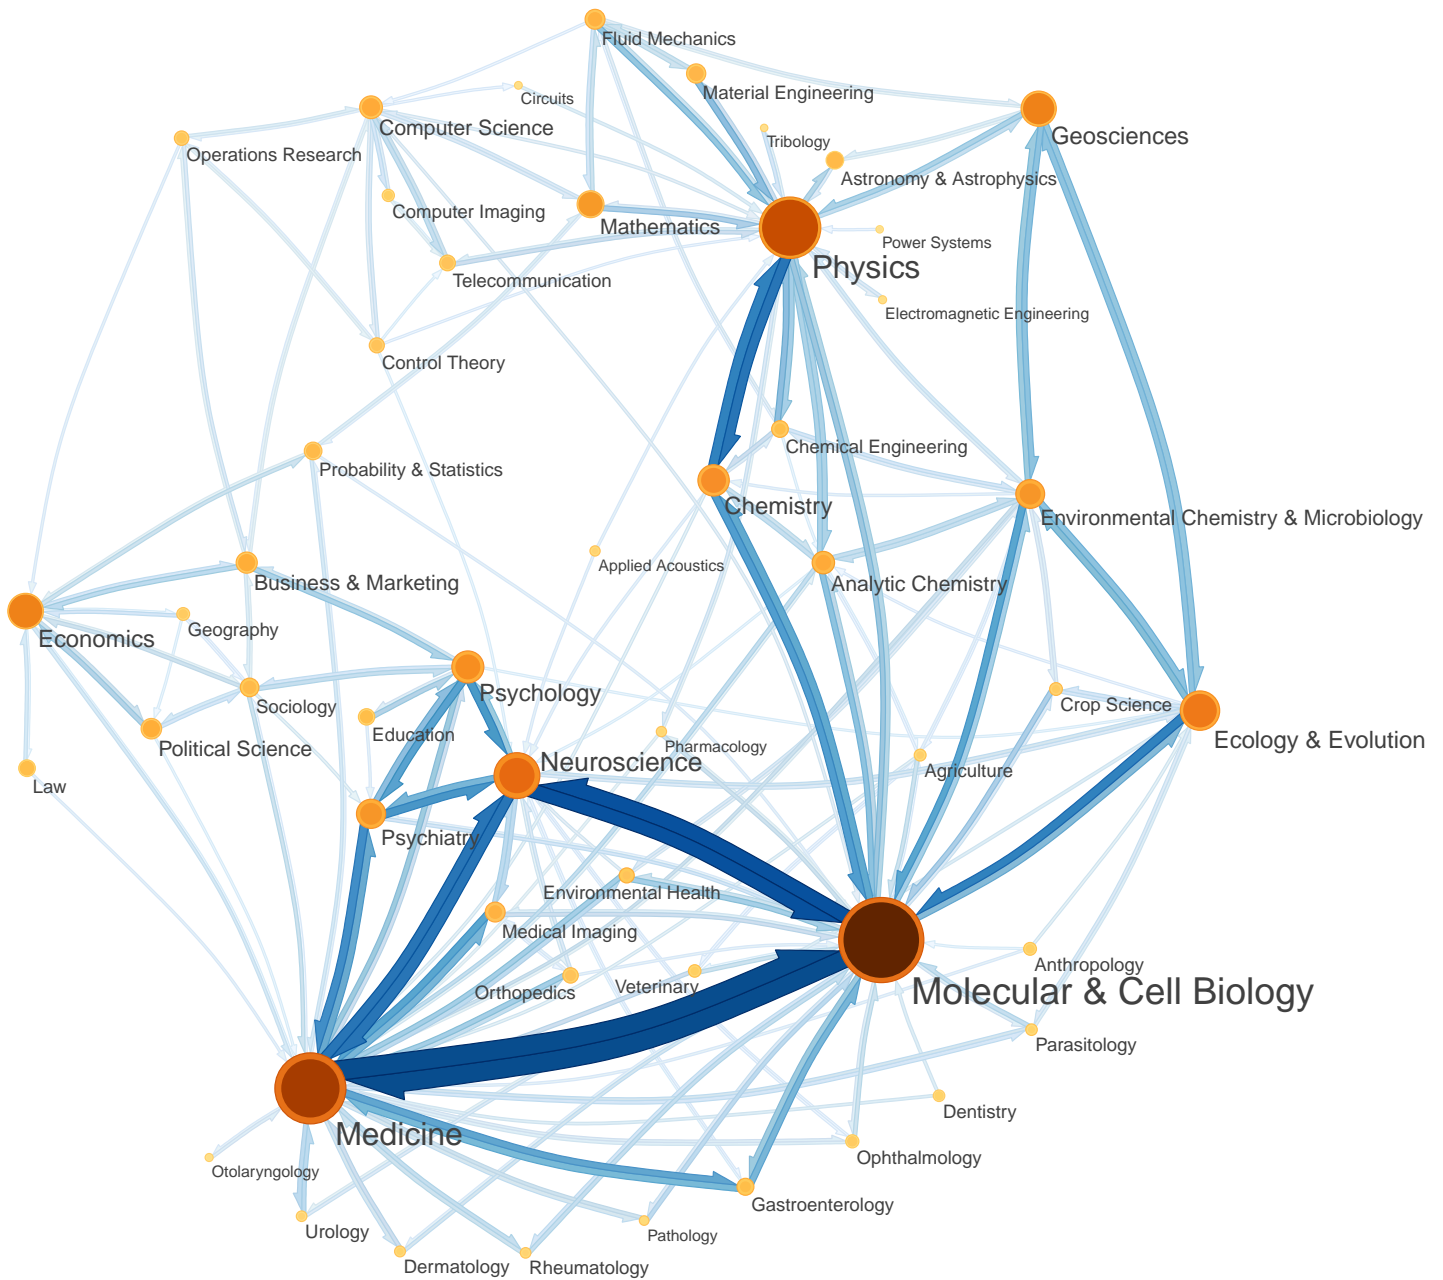 Fluid Mechanics
Material Engineering
Circuits
Computer Science
Geosciences
Tribology
Operations Research
Astronomy & Astrophysics
Computer Imaging
Mathematics
Power Systems
Physics
Telecommunication
Electromagnetic Engineering
Control Theory
Chemical Engineering
Probability & Statistics
Chemistry
Environmental Chemistry & Microbiology
Applied Acoustics
Business & Marketing
Analytic Chemistry
Geography
Economics
Psychology
Sociology
Crop Science
Education
Ecology & Evolution
Political Science
Pharmacology
Neuroscience
Agriculture
Law
Psychiatry
Environmental Health
Medical Imaging
Anthropology
Veterinary
Orthopedics
Molecular & Cell Biology
Parasitology
Dentistry
Medicine
Ophthalmology
Otolaryngology
Gastroenterology
Urology
Pathology
Dermatology
Rheumatology